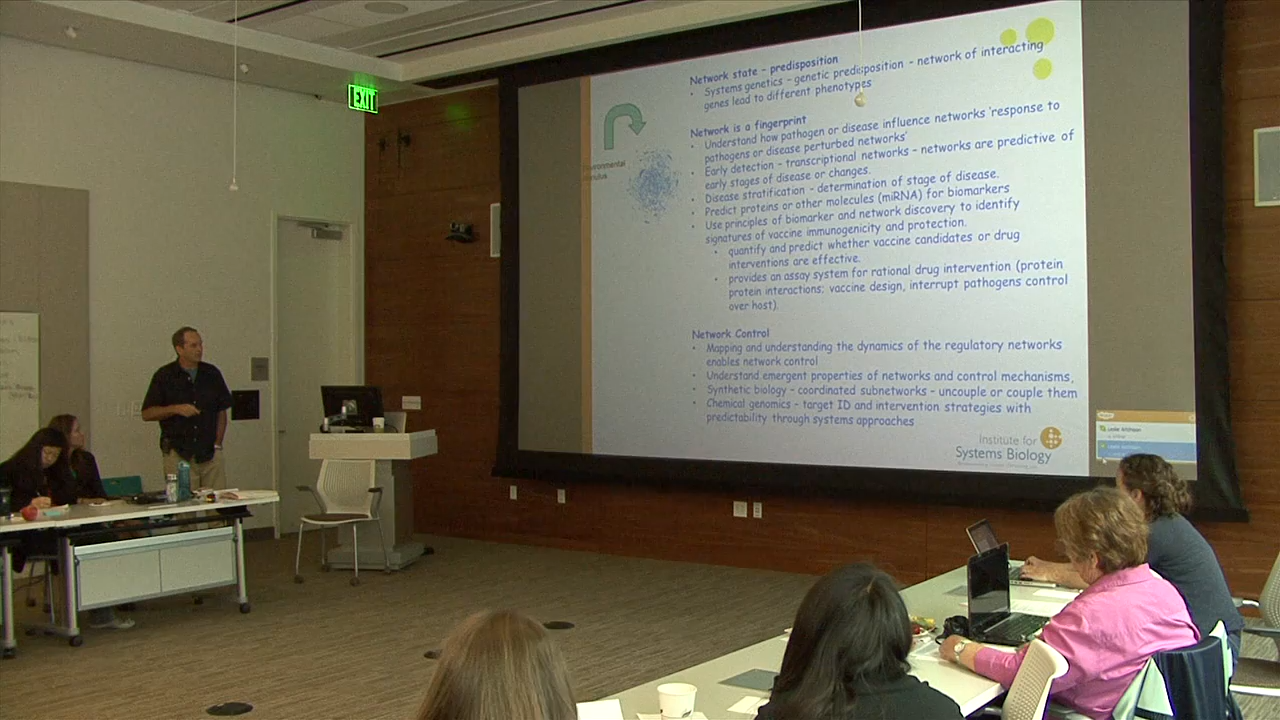 EXIT
Network state - predisposition
• Systems genetics - genetic predisposition - network of interacting
genes lead to different phenotypes
Network is a fingerprint
• Understand how pathogen or disease influence networks 'response to
pathogens or disease perturbed networks'
• Early detection - transcriptional networks - networks are predictive of
early stages of disease or changes.
• Disease stratification - determination of stage of disease.
• Predict proteins or other molecules (miRNA) for biomarkers
• Use principles of biomarker and network discovery to identify
signatures of vaccine immunogenicity and protection.
• quantify and predict whether vaccine candidates or drug
interventions are effective.
• provides an assay system for rational drug intervention (protein
protein interactions; vaccine design, interrupt pathogens control
over host).
Network Control
• Mapping and understanding the dynamics of the regulatory networks
enables network control
• Understand emergent properties of networks and control mechanisms,
• Synthetic biology - coordinated subnetworks - uncouple or couple them
• Chemical genomics - target ID and intervention strategies with
predictability through systems approaches
Institute for
Systems Biology